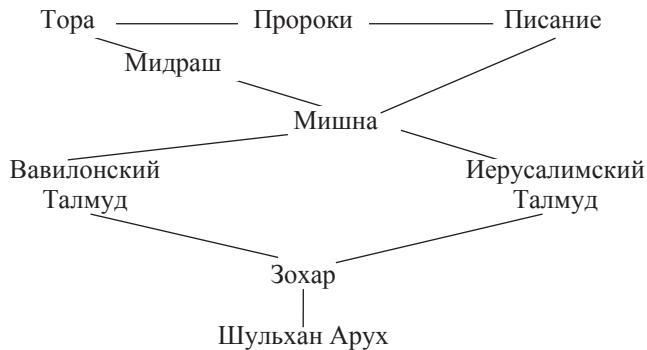 Тора Пророки Писание
Мидраш
Мишна
Вавилонский Иерусалимский
Талмуд Талмуд
Зохар
Шульхан Арух